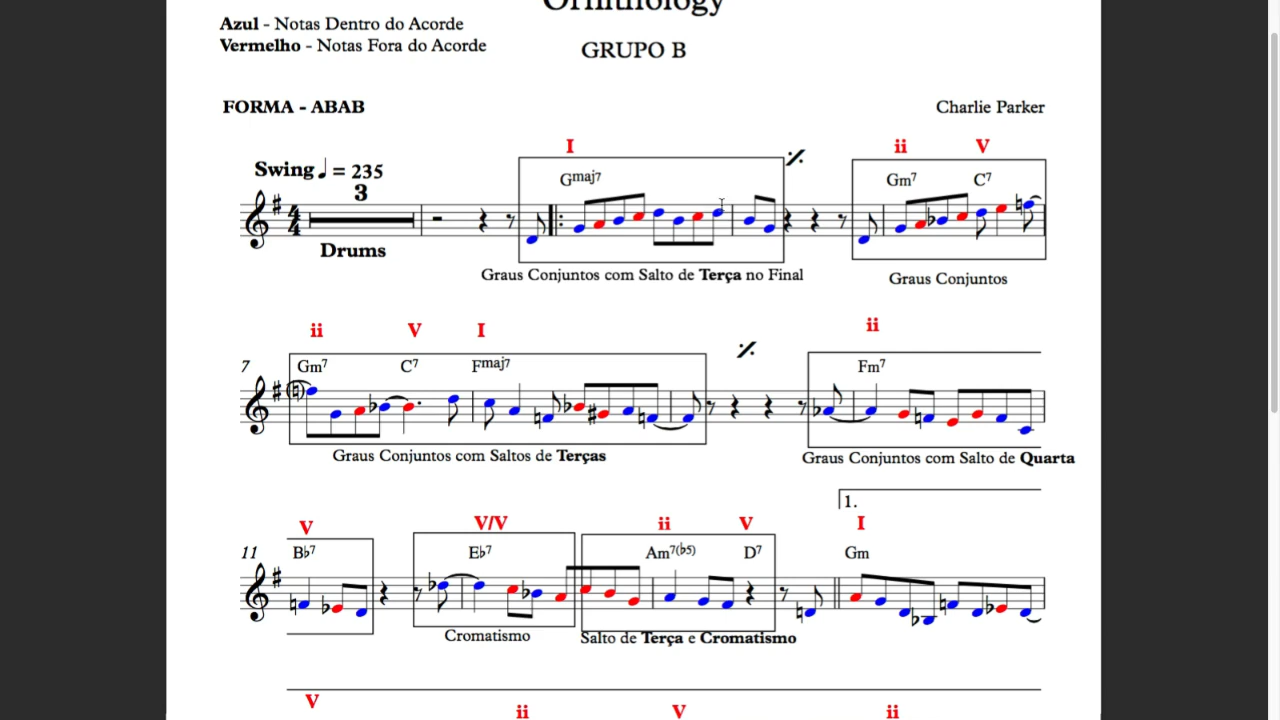 Ornithology
Azul - Notas Dentro do Acorde
Vermelho - Notas Fora do Acorde
GRUPO B
FORMA - ABAB
Charlie Parker
I ii V
Swing ♩ = 235
3
Gmaj7 Gm7 C7
Drums
Graus Conjuntos com Salto de Terça no Final
Graus Conjuntos
ii V I ii
7
Gm7 C7 Fmaj7 Fm7
Graus Conjuntos com Saltos de Terças
Graus Conjuntos com Salto de Quarta
1.
V V/V ii V I
11
B♭7 E♭7 Am7(♭5) D7 Gm
Cromatismo
Salto de Terça e Cromatismo
V ii V ii